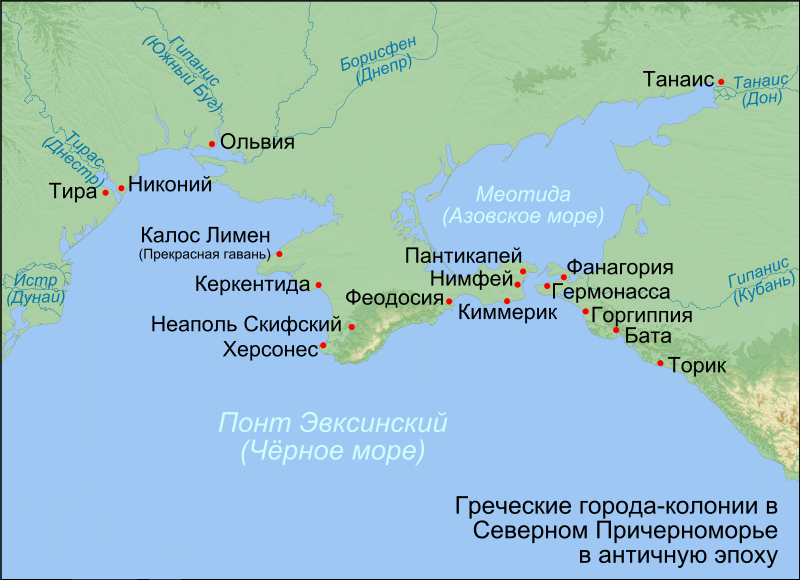 Гипанис
(Южный Буг)
Борисфен
(Днепр)
Танаис
Танаис
(Дон)
Ольвия
Тирас
(Днестр)
Тира
Никоний
Меотида
(Азовское море)
Калос Лимен
(Прекрасная гавань)
Пантикапей
Фанагория
Истр
(Дунай)
Керкентида
Нимфей
Гермонасса
Гипанис
(Кубань)
Феодосия
Киммерик
Горгиппия
Неаполь Скифский
Бата
Херсонес
Торик
Понт Эвксинский
(Чёрное море)
Греческие города-колонии в
Северном Причерноморье
в античную эпоху